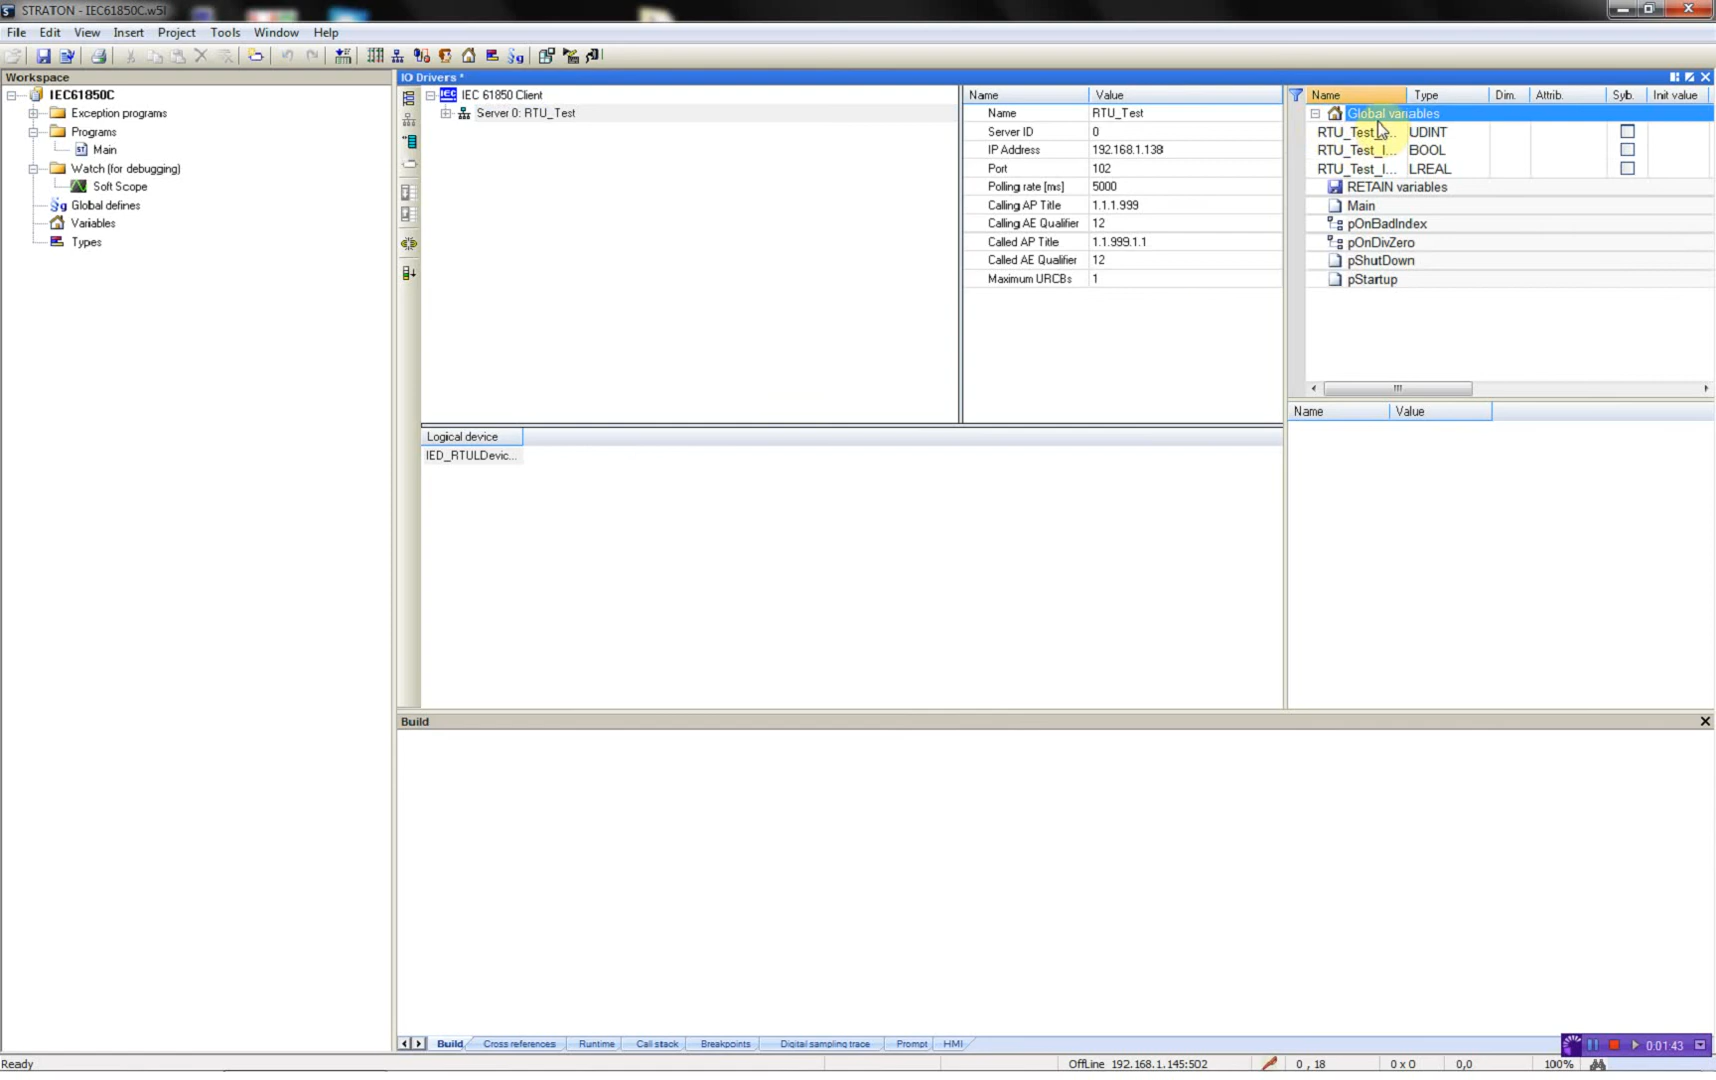 STRATON - IEC61850C.w5l
File Edit View Insert Project Tools Window Help
Workspace
IEC61850C
Exception programs
Programs
Main
Watch (for debugging)
Soft Scope
Global defines
Variables
Types
IO Drivers *
IEC 61850 Client
Server 0: RTU_Test
Name Value
Name RTU_Test
Server ID 0
IP Address 192.168.1.138
Port 102
Polling rate [ms] 5000
Calling AP Title 1.1.1.999
Calling AE Qualifier 12
Called AP Title 1.1.999.1.1
Called AE Qualifier 12
Maximum URCBs 1
Logical device
IED_RTULDevic...
Name Type Dim. Attrib. Syb. Init value
Global variables
RTU_Test_... UDINT
RTU_Test_I... BOOL
RTU_Test_I... LREAL
RETAIN variables
Main
pOnBadIndex
pOnDivZero
pShutDown
pStartup
Name Value
Build
Build Cross references Runtime Call stack Breakpoints Digital sampling trace Prompt HMI
0:01:43
Ready
OffLine 192.168.1.145:502
0 , 18
0 x 0
0,0
100%